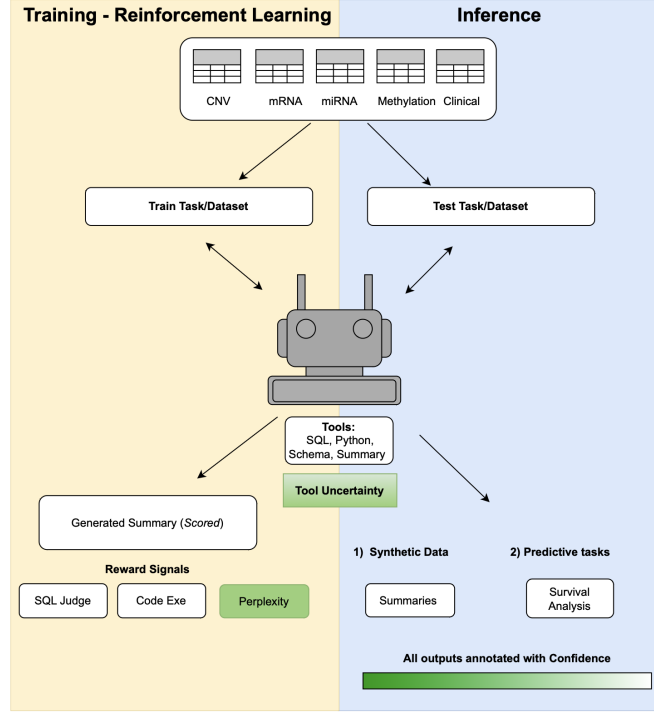 Training - Reinforcement Learning
Inference
CNV
mRNA
miRNA
Methylation
Clinical
Train Task/Dataset
Test Task/Dataset
Tools:
SQL, Python,
Schema, Summary
Tool Uncertainty
Generated Summary (Scored)
Reward Signals
SQL Judge
Code Exe
Perplexity
1) Synthetic Data
2) Predictive tasks
Summaries
Survival
Analysis
All outputs annotated with Confidence